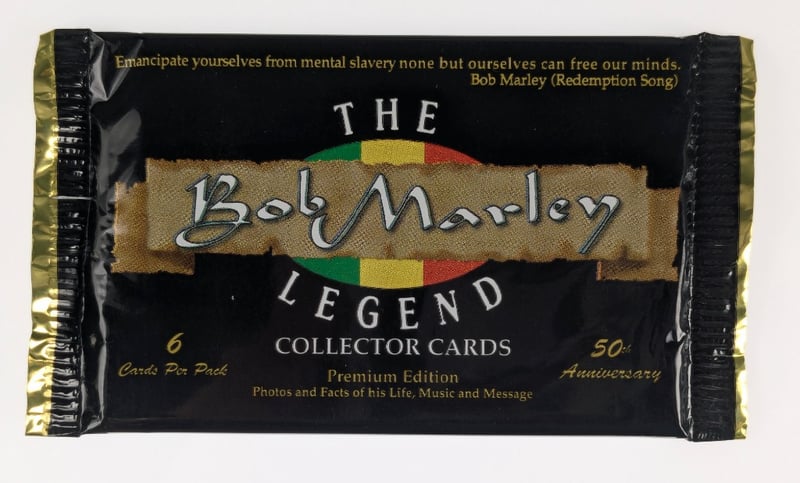 Emancipate yourselves from mental slavery none but ourselves can free our minds.
Bob Marley (Redemption Song)
THE
Bob Marley
LEGEND
COLLECTOR CARDS
6
Cards Per Pack
50th
Anniversary
Premium Edition
Photos and Facts of his Life, Music and Message